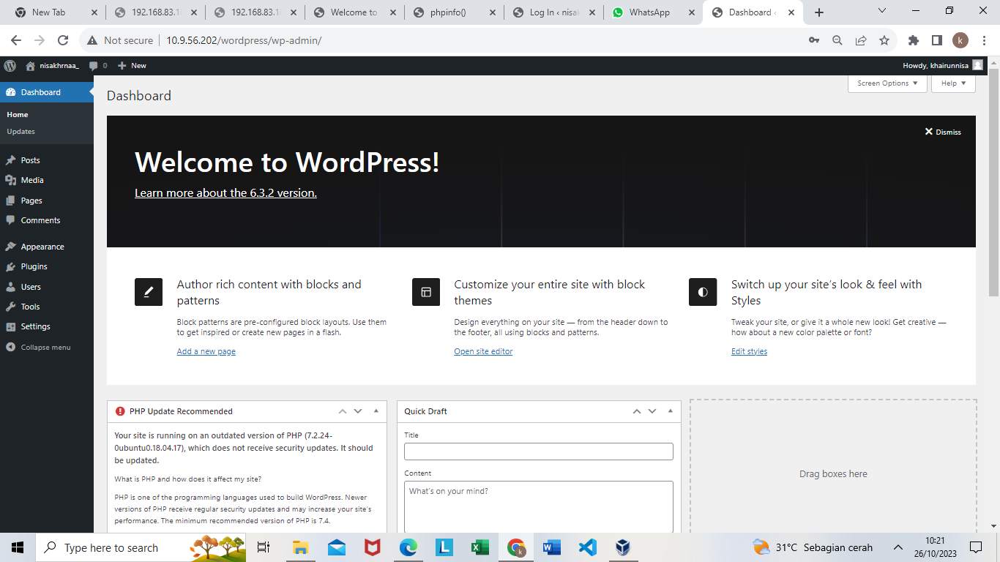 New Tab
192.168.83.1
192.168.83.1
Welcome to
phpinfo()
Log In ‹ nisa
WhatsApp
Dashboard ‹
Not secure
10.9.56.202/wordpress/wp-admin/
k
nisakhrnaa_
0
New
Howdy, khairunnisa
Dashboard
Home
Updates
Posts
Media
Pages
Comments
Appearance
Plugins
Users
Tools
Settings
Collapse menu
Dashboard
Screen Options
Help
Dismiss
Welcome to WordPress!
Learn more about the 6.3.2 version.
Author rich content with blocks and
patterns
Block patterns are pre-configured block layouts. Use them
to get inspired or create new pages in a flash.
Add a new page
Customize your entire site with block
themes
Design everything on your site — from the header down to
the footer, all using blocks and patterns.
Open site editor
Switch up your site’s look & feel with
Styles
Tweak your site, or give it a whole new look! Get creative —
how about a new color palette or font?
Edit styles
PHP Update Recommended
Your site is running on an outdated version of PHP (7.2.24-
0ubuntu0.18.04.17), which does not receive security updates. It should
be updated.
What is PHP and how does it affect my site?
PHP is one of the programming languages used to build WordPress. Newer
versions of PHP receive regular security updates and may increase your site’s
performance. The minimum recommended version of PHP is 7.4.
Quick Draft
Title
Content
What’s on your mind?
Drag boxes here
Type here to search
L
k
31°C Sebagian cerah
10:21
26/10/2023